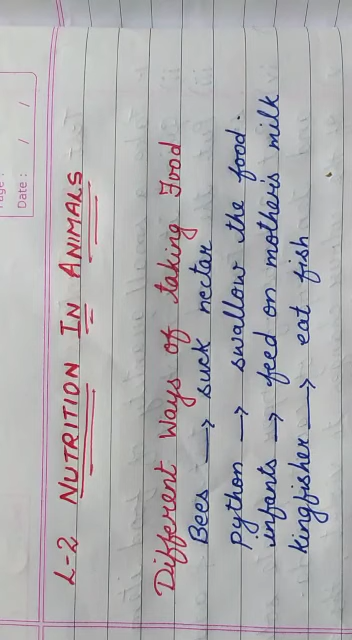 Page :
Date : / /
L-2 NUTRITION IN ANIMALS
Different Ways of taking Food
Bees → suck nectar
Python → swallow the food.
infants → feed on mother's milk
kingfisher → eat fish